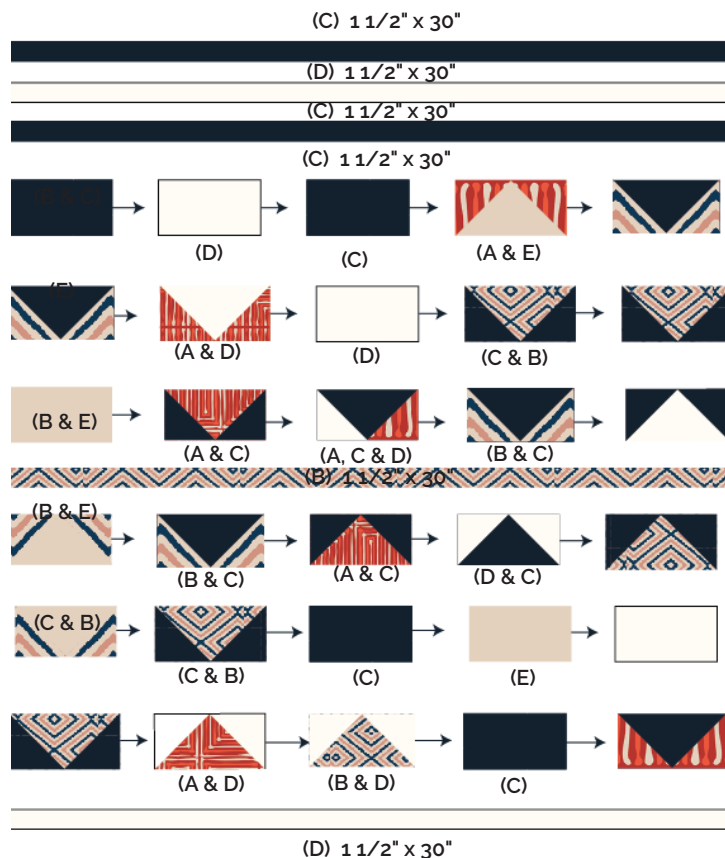 (C) 1 1/2" x 30"
(D) 1 1/2" x 30"
(C) 1 1/2" x 30"
(C) 1 1/2" x 30"
(D) (C) (A & E)
(E)
(A & D) (D) (C & B)
(B & E) (A & C) (A, C & D) (B & C)
(B) 1 1/2" x 30"
(B & E)
(B & C) (A & C) (D & C)
(C & B)
(C & B) (C) (E)
(A & D) (B & D) (C)
(D) 1 1/2" x 30"